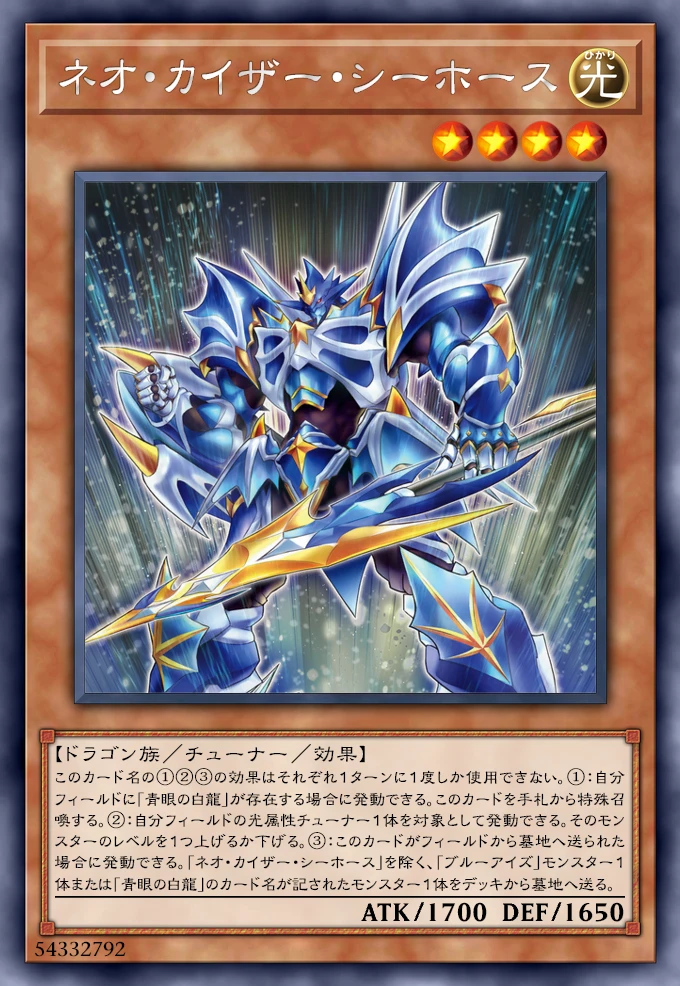 ネオ・カイザー・シーホース
ひかり
光
【ドラゴン族／チューナー／効果】
このカード名の①②③の効果はそれぞれ1ターンに1度しか使用できない。①：自分
フィールドに「青眼の白龍」が存在する場合に発動できる。このカードを手札から特殊召
喚する。②：自分フィールドの光属性チューナー1体を対象として発動できる。そのモン
スターのレベルを1つ上げるか下げる。③：このカードがフィールドから墓地へ送られた
場合に発動できる。「ネオ・カイザー・シーホース」を除く、「ブルーアイズ」モンスター1
体または「青眼の白龍」のカード名が記されたモンスター1体をデッキから墓地へ送る。
ATK/1700 DEF/1650
54332792